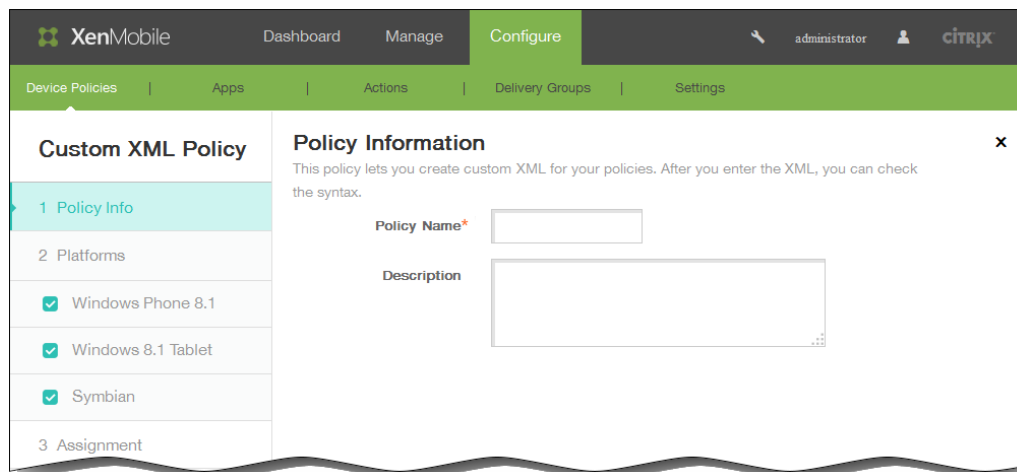 XenMobile Dashboard Manage Configure administrator CITRIX
Device Policies | Apps | Actions | Delivery Groups | Settings
Custom XML Policy
1 Policy Info
2 Platforms
Windows Phone 8.1
Windows 8.1 Tablet
Symbian
3 Assignment
Policy Information
This policy lets you create custom XML for your policies. After you enter the XML, you can check
the syntax.
Policy Name*
Description